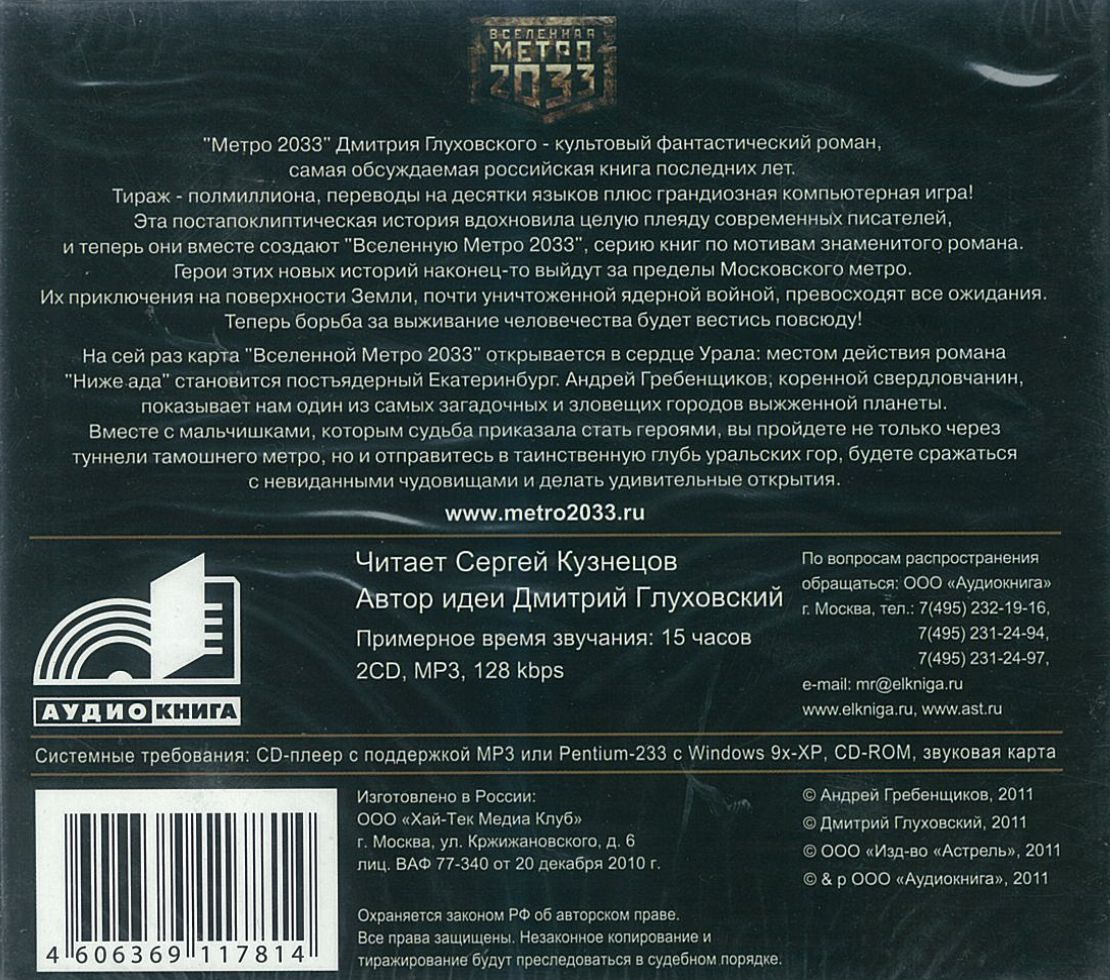 ВСЕЛЕННАЯ
МЕТРО
2033
"Метро 2033" Дмитрия Глуховского - культовый фантастический роман,
самая обсуждаемая российская книга последних лет.
Тираж - полмиллиона, переводы на десятки языков плюс грандиозная компьютерная игра!
Эта постапоклиптическая история вдохновила целую плеяду современных писателей,
и теперь они вместе создают "Вселенную Метро 2033", серию книг по мотивам знаменитого романа.
Герои этих новых историй наконец-то выйдут за пределы Московского метро.
Их приключения на поверхности Земли, почти уничтоженной ядерной войной, превосходят все ожидания.
Теперь борьба за выживание человечества будет вестись повсюду!
На сей раз карта "Вселенной Метро 2033" открывается в сердце Урала: местом действия романа
"Ниже ада" становится постъядерный Екатеринбург. Андрей Гребенщиков, коренной свердловчанин,
показывает нам один из самых загадочных и зловещих городов выжженной планеты.
Вместе с мальчишками, которым судьба приказала стать героями, вы пройдете не только через
туннели тамошнего метро, но и отправитесь в таинственную глубь уральских гор, будете сражаться
с невиданными чудовищами и делать удивительные открытия.
www.metro2033.ru
АУДИОКНИГА
Читает Сергей Кузнецов
Автор идеи Дмитрий Глуховский
Примерное время звучания: 15 часов
2CD, MP3, 128 kbps
По вопросам распространения
обращаться: ООО «Аудиокнига»
г. Москва, тел.: 7(495) 232-19-16,
7(495) 231-24-94,
7(495) 231-24-97,
e-mail: mr@elkniga.ru
www.elkniga.ru, www.ast.ru
Системные требования: CD-плеер с поддержкой MP3 или Pentium-233 с Windows 9x-XP, CD-ROM, звуковая карта
4 606369 117814
Изготовлено в России:
ООО «Хай-Тек Медиа Клуб»
г. Москва, ул. Кржижановского, д. 6
лиц. ВАФ 77-340 от 20 декабря 2010 г.
Охраняется законом РФ об авторском праве.
Все права защищены. Незаконное копирование и
тиражирование будут преследоваться в судебном порядке.
© Андрей Гребенщиков, 2011
© Дмитрий Глуховский, 2011
© ООО «Изд-во «Астрель», 2011
© & p ООО «Аудиокнига», 2011